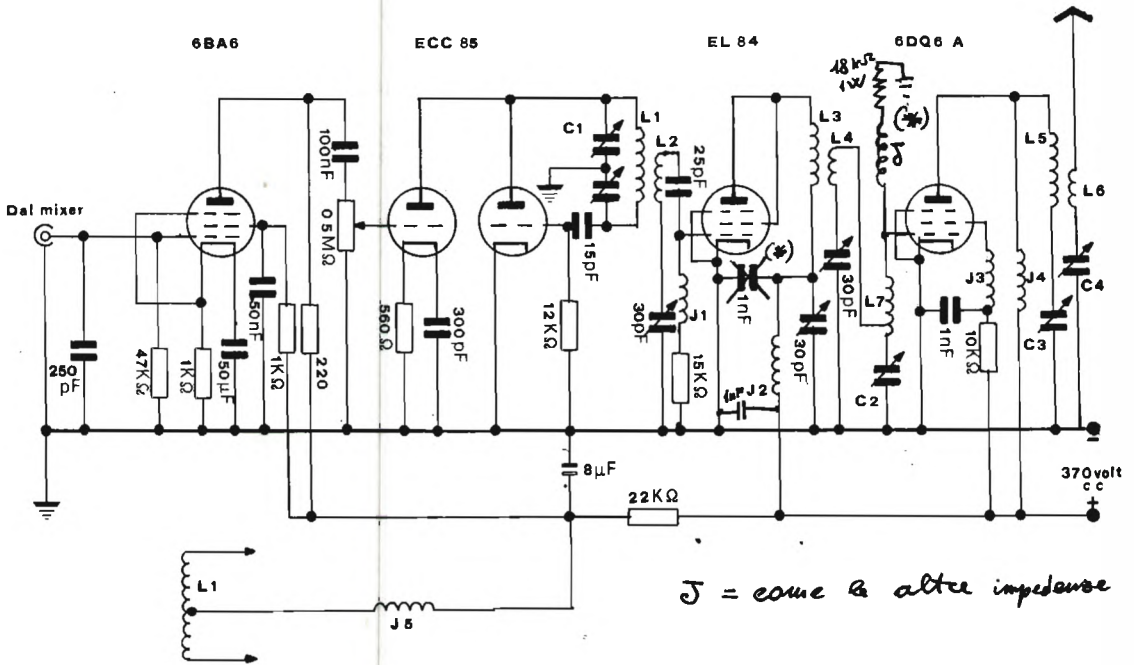 6BA6
ECC 85
EL 84
6DQ6 A
18 kΩ
1W
(*)
J
100nF
C1
L1
L2
25pF
L3
L4
L5
L6
Dal mixer
0 5MΩ
15pF
(*)
1nF
30pF
J1
30pF
30pF
L7
J3
J4
C4
250
pF
47KΩ
1KΩ
50µF
50nF
1KΩ
220
560Ω
300pF
12KΩ
15KΩ
1nF
J2
C2
1nF
10KΩ
C3
-
8µF
370volt
c c
+
22KΩ
L1
J5
J = come le altre impedenze